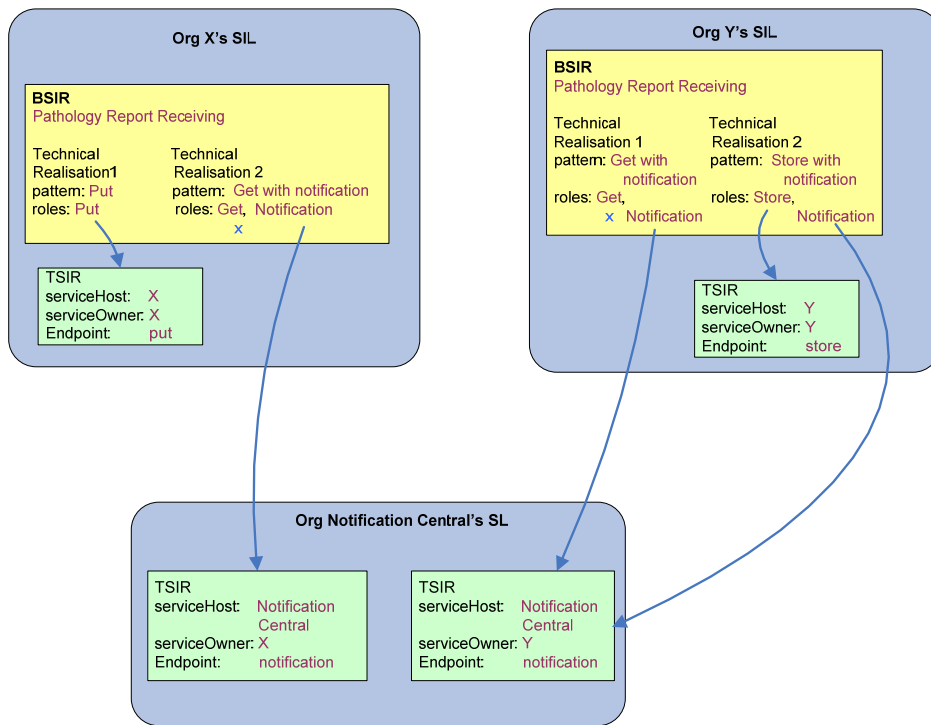 Org X's SIL
BSIR
Pathology Report Receiving
Technical
Realisation1
pattern: Put
roles: Put
Technical
Realisation 2
pattern: Get with notification
roles: Get, Notification
x
TSIR
serviceHost: X
serviceOwner: X
Endpoint: put
Org Y's SIL
BSIR
Pathology Report Receiving
Technical
Realisation 1
pattern: Get with
notification
roles: Get,
x Notification
Technical
Realisation 2
pattern: Store with
notification
roles: Store,
Notification
TSIR
serviceHost: Y
serviceOwner: Y
Endpoint: store
Org Notification Central's SL
TSIR
serviceHost: Notification
Central
serviceOwner: X
Endpoint: notification
TSIR
serviceHost: Notification
Central
serviceOwner: Y
Endpoint: notification